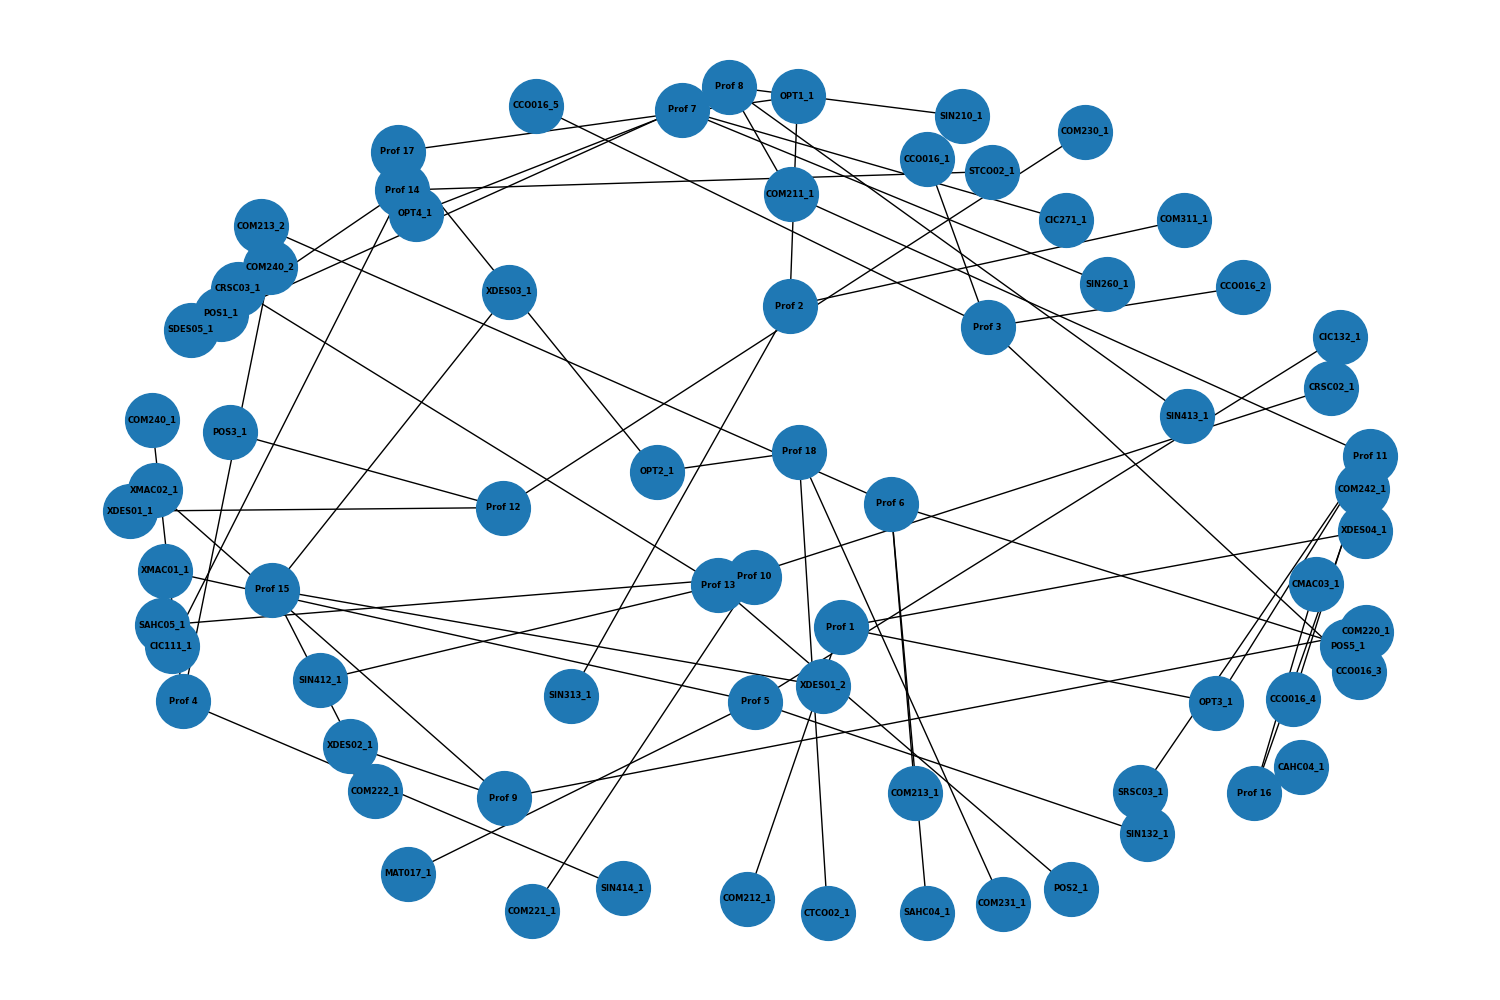 Prof 8
OPT1_1
CCO016_5
Prof 7
SIN210_1
COM230_1
Prof 17
CCO016_1
STCO02_1
Prof 14
COM211_1
OPT4_1
CIC271_1
COM311_1
COM213_2
COM240_2
CRSC03_1
SIN260_1
CCO016_2
XDES03_1
Prof 2
POS1_1
SDES05_1
Prof 3
CIC132_1
CRSC02_1
SIN413_1
COM240_1
POS3_1
Prof 18
Prof 11
OPT2_1
XMAC02_1
COM242_1
Prof 6
XDES01_1
Prof 12
XDES04_1
XMAC01_1
Prof 10
Prof 13
CMAC03_1
Prof 15
SAHC05_1
Prof 1
COM220_1
CIC111_1
POS5_1
CCO016_3
SIN412_1
XDES01_2
SIN313_1
Prof 4
Prof 5
OPT3_1
CCO016_4
XDES02_1
CAHC04_1
COM222_1
Prof 9
COM213_1
SRSC03_1
Prof 16
SIN132_1
MAT017_1
SIN414_1
POS2_1
COM212_1
COM231_1
COM221_1
CTCO02_1
SAHC04_1